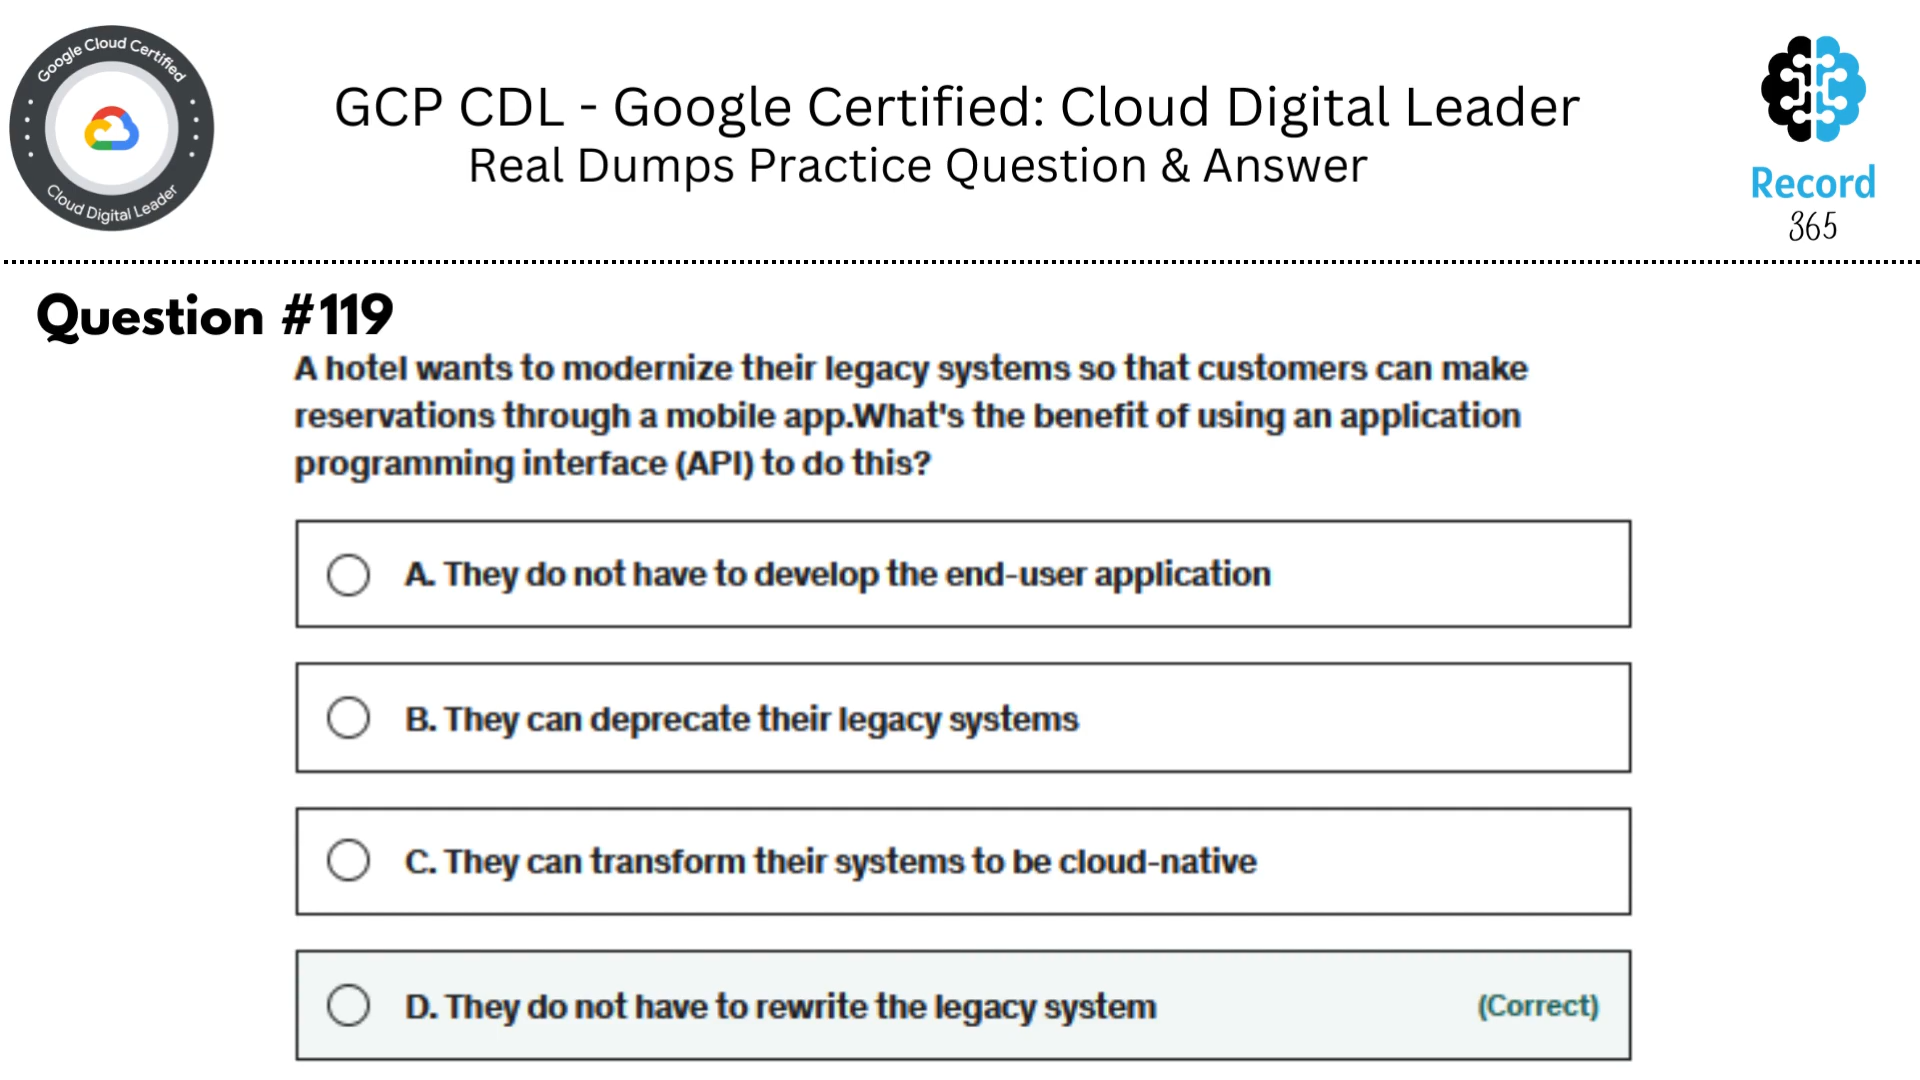 Google Cloud Certified
Cloud Digital Leader
GCP CDL - Google Certified: Cloud Digital Leader
Real Dumps Practice Question & Answer
Record
365
Question #119
A hotel wants to modernize their legacy systems so that customers can make
reservations through a mobile app.What's the benefit of using an application
programming interface (API) to do this?
A. They do not have to develop the end-user application
B. They can deprecate their legacy systems
C. They can transform their systems to be cloud-native
D. They do not have to rewrite the legacy system (Correct)